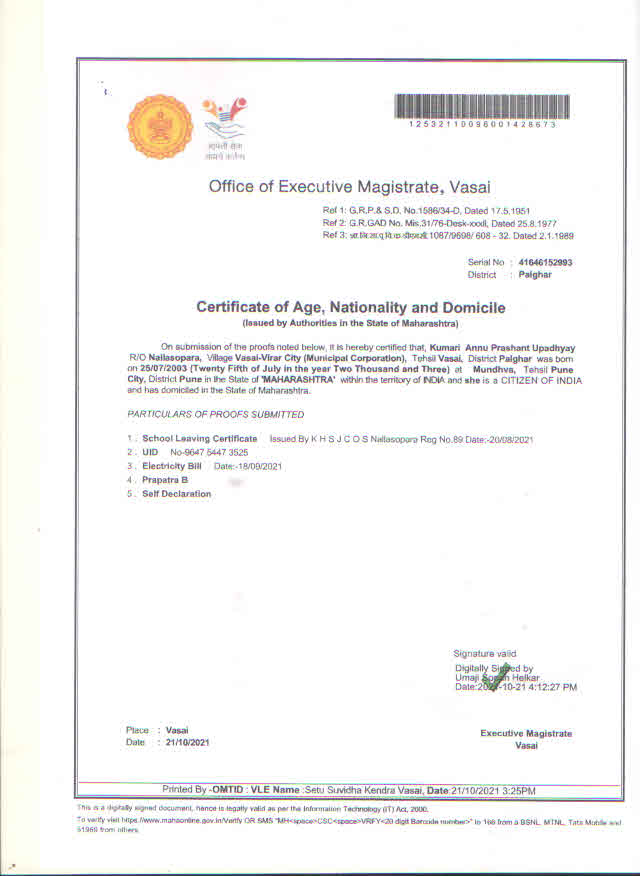 आपली सेवा
आमचे कर्तव्य
12532110096001428673
Office of Executive Magistrate, Vasai
Ref 1: G.R.P.& S.D. No.1586/34-D, Dated 17.5.1951
Ref 2: G.R.GAD No. Mis.31/76-Desk-xxxii, Dated 25.8.1977
1087/9698/ 608 - 32. Dated 2.1.1989
Serial No : 41646152993
District : Palghar
Certificate of Age, Nationality and Domicile
(Issued by Authorities in the State of Maharashtra)
On submission of the proofs noted below, it is hereby certified that, Kumari Annu Prashant Upadhyay
R/O Nallasopara, Village Vasai-Virar City (Municipal Corporation), Tehsil Vasai, District Palghar was born
on 25/07/2003 (Twenty Fifth of July in the year Two Thousand and Three) at Mundhva, Tehsil Pune
City, District Pune in the State of 'MAHARASHTRA' within the territory of INDIA and she is a CITIZEN OF INDIA
and has domiciled in the State of Maharashtra.
PARTICULARS OF PROOFS SUBMITTED
1 . School Leaving Certificate Issued By K H S J C O S Nallasopara Reg No.89 Date:-20/08/2021
2 . UID No-9647 5447 3525
3 . Electricity Bill Date:-18/09/2021
4 . Prapatra B
5 . Self Declaration
Signature valid
Digitally Signed by
Umaji Sopan Helkar
Date:2021-10-21 4:12:27 PM
Place : Vasai
Date : 21/10/2021
Executive Magistrate
Vasai
Printed By -OMTID : VLE Name :Setu Suvidha Kendra Vasai, Date:21/10/2021 3:25PM
This is a digitally signed document, hence is legally valid as per the Information Technology (IT) Act, 2000.
To verify visit https://www.mahaonline.gov.in/Verify OR SMS "MH<space>CSC<space>VRFY<20 digit Barcode number>" to 166 from a BSNL, MTNL, Tata Mobile and
51969 from others.